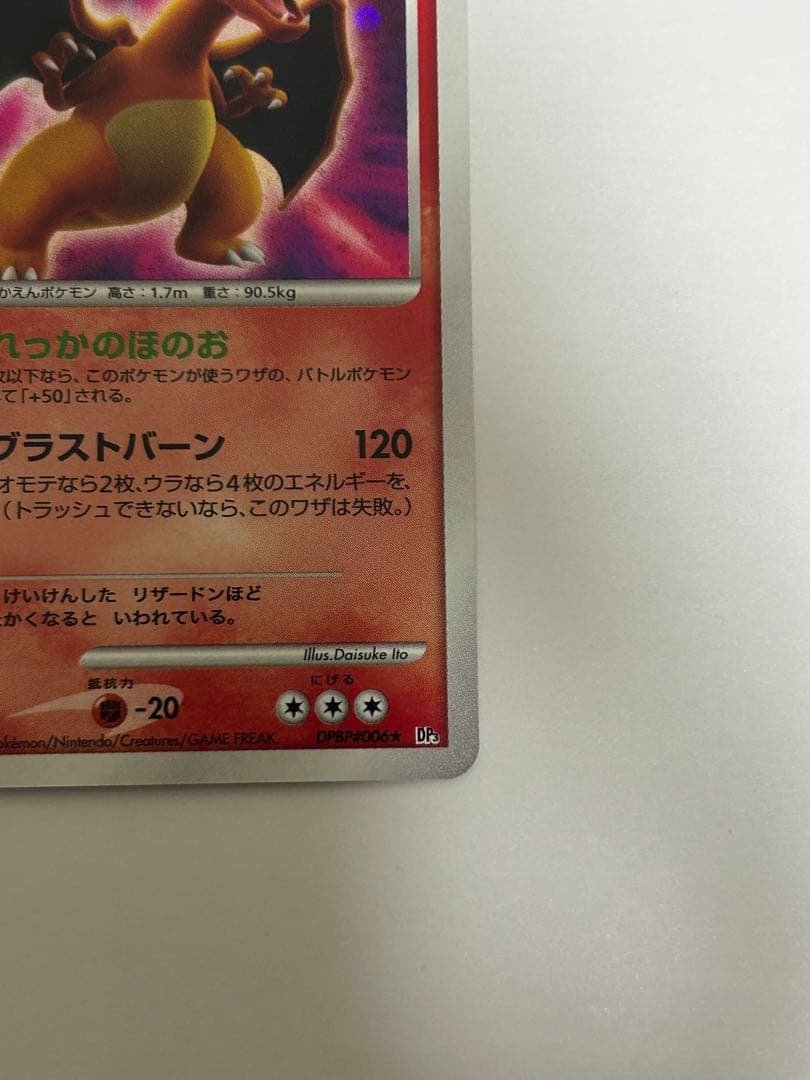 かえんポケモン 高さ：1.7m 重さ：90.5kg
れっかのほのお
以下なら、このポケモンが使うワザの、バトルポケモン
て「+50」される。
ブラストバーン 120
オモテなら2枚、ウラなら4枚のエネルギーを、
（トラッシュできないなら、このワザは失敗。）
けいけんした リザードンほど
かくなると いわれている。
Illus.Daisuke Ito
抵抗力 にげる
-20
okémon/Nintendo/Creatures/GAME FREAK. DPBP#006★ DP3